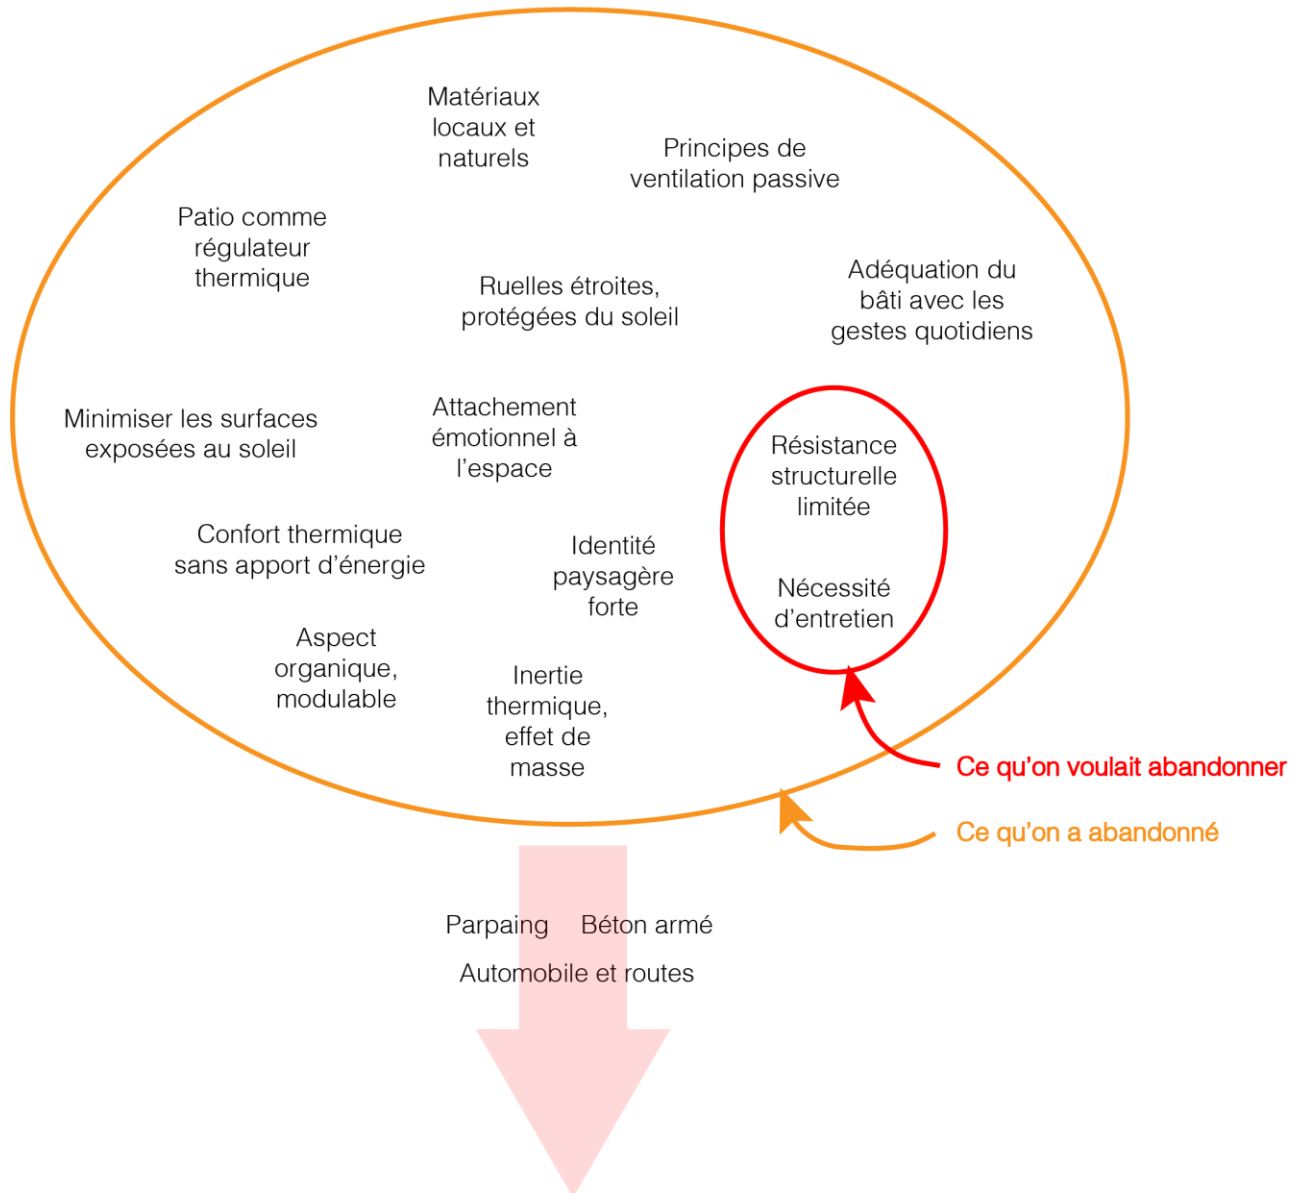 Matériaux
locaux et
naturels
Principes de
ventilation passive
Patio comme
régulateur
thermique
Ruelles étroites,
protégées du soleil
Adéquation du
bâti avec les
gestes quotidiens
Minimiser les surfaces
exposées au soleil
Attachement
émotionnel à
l'espace
Résistance
structurelle
limitée
Confort thermique
sans apport d'énergie
Identité
paysagère
forte
Nécessité
d'entretien
Aspect
organique,
modulable
Inertie
thermique,
effet de
masse
Ce qu'on voulait abandonner
Ce qu'on a abandonné
Parpaing Béton armé
Automobile et routes